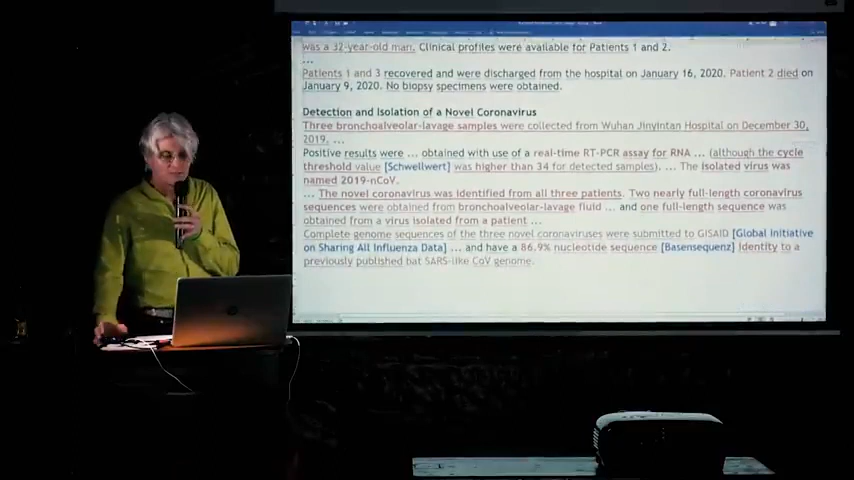 was a 32-year-old man. Clinical profiles were available for Patients 1 and 2.
...
Patients 1 and 3 recovered and were discharged from the hospital on January 16, 2020. Patient 2 died on
January 9, 2020. No biopsy specimens were obtained.
Detection and Isolation of a Novel Coronavirus
Three bronchoalveolar-lavage samples were collected from Wuhan Jinyintan Hospital on December 30,
2019. ...
Positive results were ... obtained with use of a real-time RT-PCR assay for RNA ... (although the cycle
threshold value [Schwellwert] was higher than 34 for detected samples). ... The isolated virus was
named 2019-nCoV.
... The novel coronavirus was identified from all three patients. Two nearly full-length coronavirus
sequences were obtained from bronchoalveolar-lavage fluid ... and one full-length sequence was
obtained from a virus isolated from a patient ...
Complete genome sequences of the three novel coronaviruses were submitted to GISAID [Global Initiative
on Sharing All Influenza Data] ... and have a 86.9% nucleotide sequence [Basensequenz] identity to a
previously published bat SARS-like CoV genome.